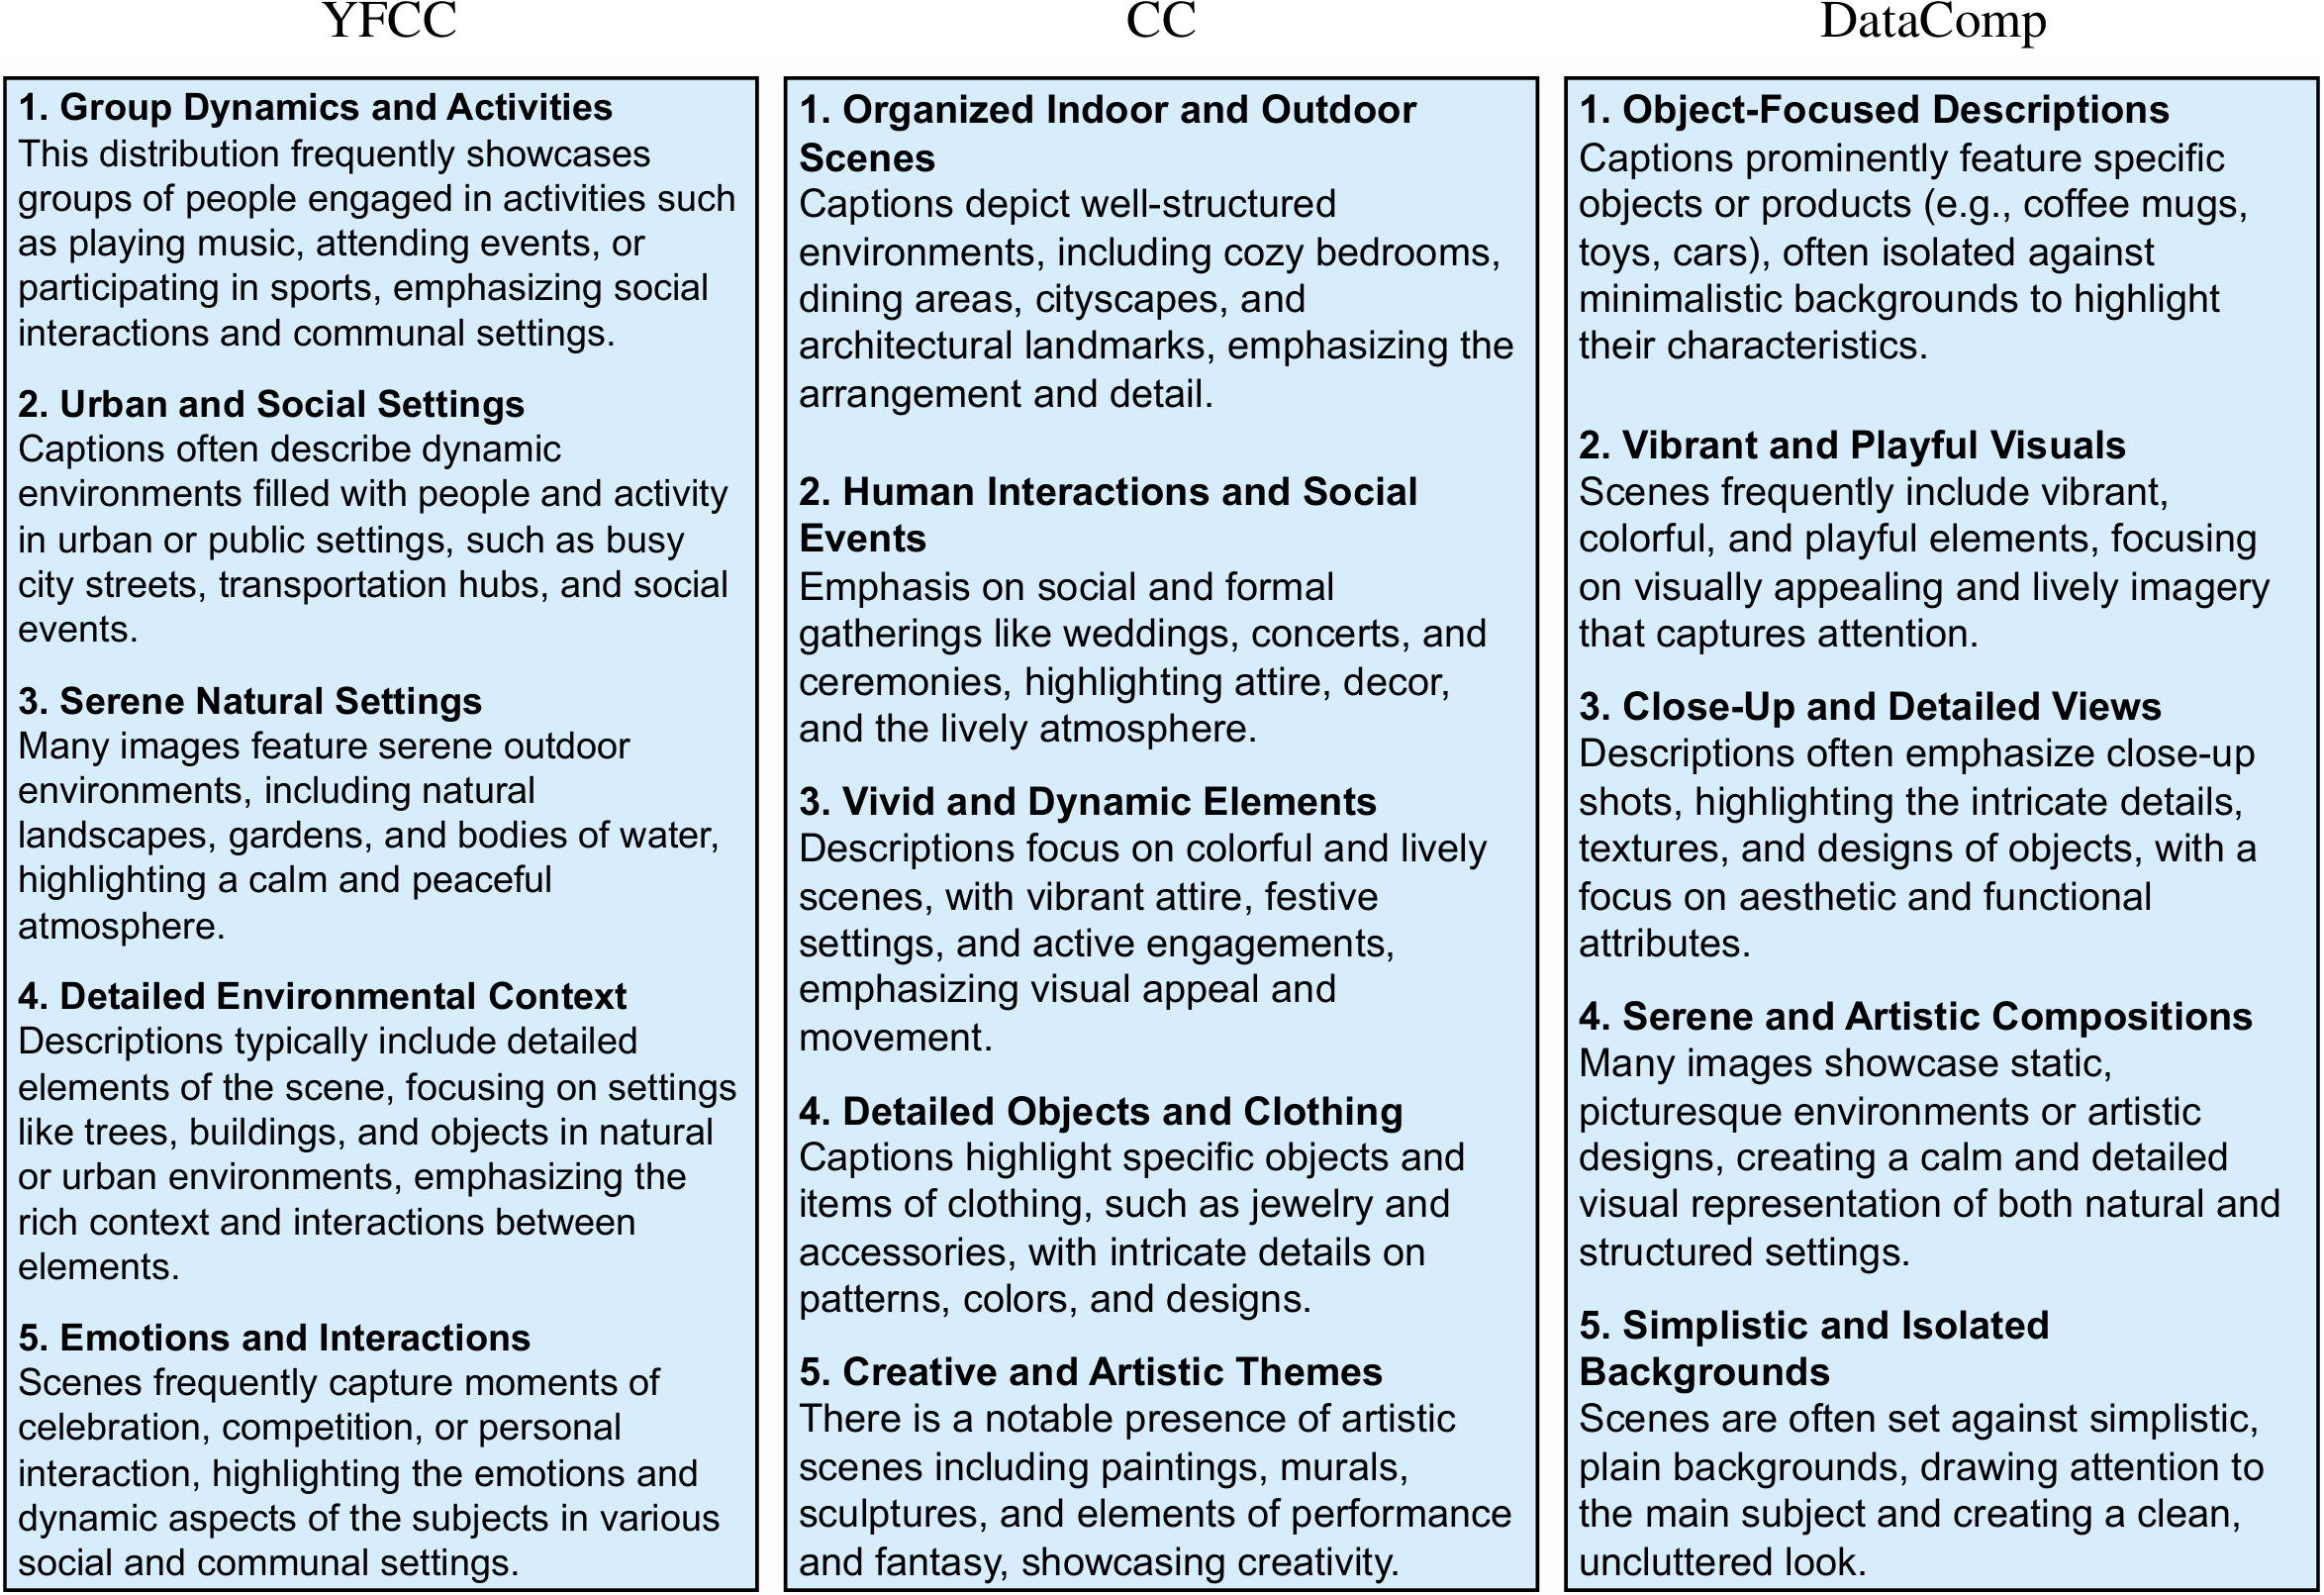 YFCC
1. Group Dynamics and Activities
This distribution frequently showcases
groups of people engaged in activities such
as playing music, attending events, or
participating in sports, emphasizing social
interactions and communal settings.
2. Urban and Social Settings
Captions often describe dynamic
environments filled with people and activity
in urban or public settings, such as busy
city streets, transportation hubs, and social
events.
3. Serene Natural Settings
Many images feature serene outdoor
environments, including natural
landscapes, gardens, and bodies of water,
highlighting a calm and peaceful
atmosphere.
4. Detailed Environmental Context
Descriptions typically include detailed
elements of the scene, focusing on settings
like trees, buildings, and objects in natural
or urban environments, emphasizing the
rich context and interactions between
elements.
5. Emotions and Interactions
Scenes frequently capture moments of
celebration, competition, or personal
interaction, highlighting the emotions and
dynamic aspects of the subjects in various
social and communal settings.
CC
1. Organized Indoor and Outdoor
Scenes
Captions depict well-structured
environments, including cozy bedrooms,
dining areas, cityscapes, and
architectural landmarks, emphasizing the
arrangement and detail.
2. Human Interactions and Social
Events
Emphasis on social and formal
gatherings like weddings, concerts, and
ceremonies, highlighting attire, decor,
and the lively atmosphere.
3. Vivid and Dynamic Elements
Descriptions focus on colorful and lively
scenes, with vibrant attire, festive
settings, and active engagements,
emphasizing visual appeal and
movement.
4. Detailed Objects and Clothing
Captions highlight specific objects and
items of clothing, such as jewelry and
accessories, with intricate details on
patterns, colors, and designs.
5. Creative and Artistic Themes
There is a notable presence of artistic
scenes including paintings, murals,
sculptures, and elements of performance
and fantasy, showcasing creativity.
DataComp
1. Object-Focused Descriptions
Captions prominently feature specific
objects or products (e.g., coffee mugs,
toys, cars), often isolated against
minimalistic backgrounds to highlight
their characteristics.
2. Vibrant and Playful Visuals
Scenes frequently include vibrant,
colorful, and playful elements, focusing
on visually appealing and lively imagery
that captures attention.
3. Close-Up and Detailed Views
Descriptions often emphasize close-up
shots, highlighting the intricate details,
textures, and designs of objects, with a
focus on aesthetic and functional
attributes.
4. Serene and Artistic Compositions
Many images showcase static,
picturesque environments or artistic
designs, creating a calm and detailed
visual representation of both natural and
structured settings.
5. Simplistic and Isolated
Backgrounds
Scenes are often set against simplistic,
plain backgrounds, drawing attention to
the main subject and creating a clean,
uncluttered look.